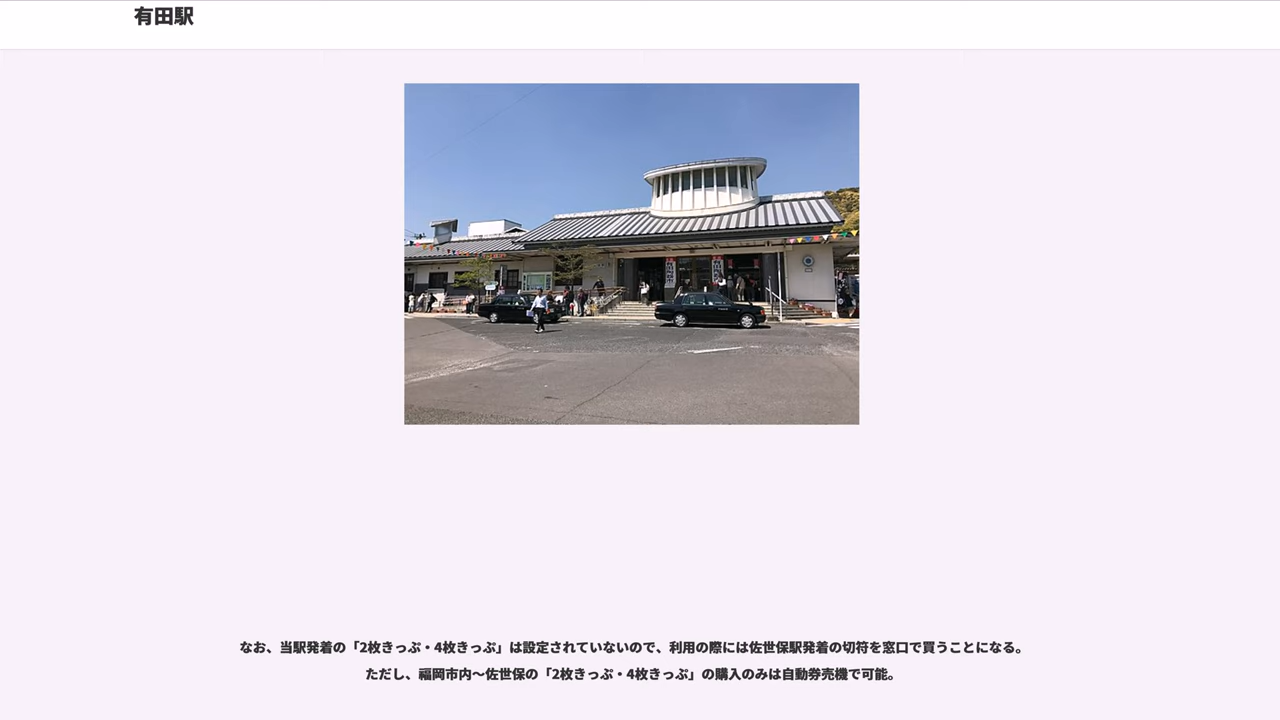 有田駅
なお、当駅発着の「2枚きっぷ・4枚きっぷ」は設定されていないので、利用の際には佐世保駅発着の切符を窓口で買うことになる。
ただし、福岡市内〜佐世保の「2枚きっぷ・4枚きっぷ」の購入のみは自動券売機で可能。